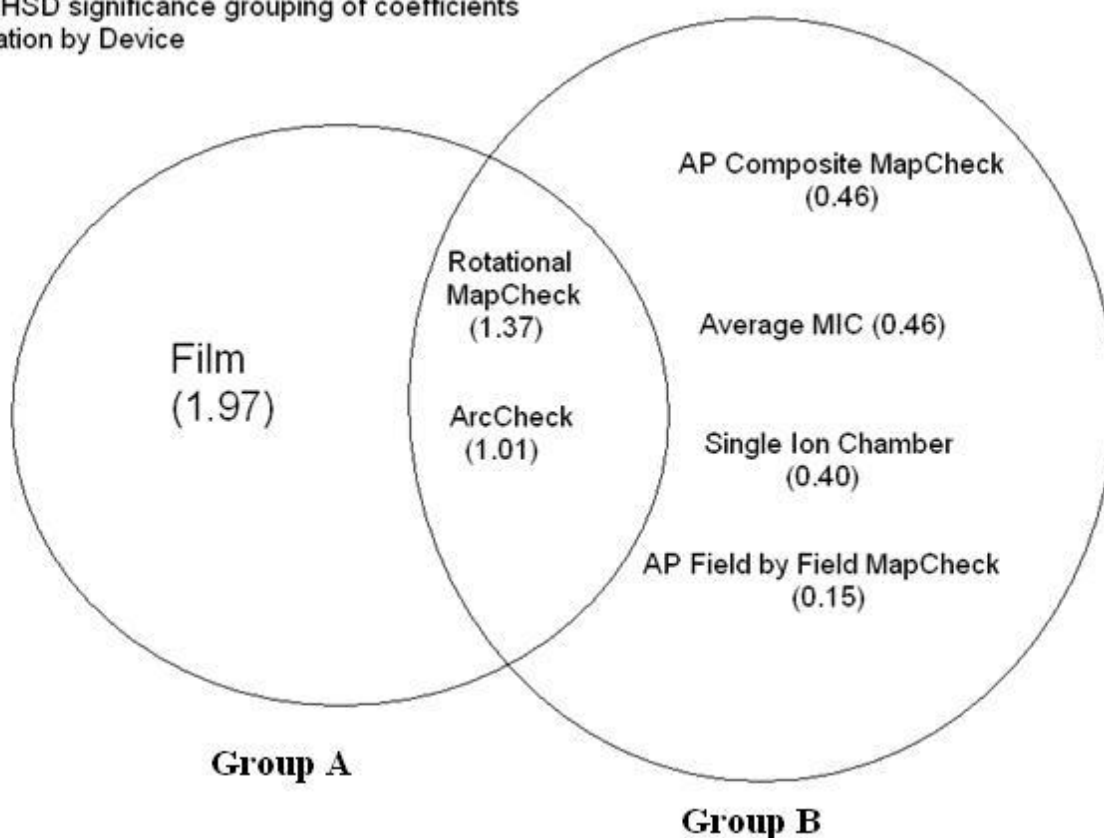 HSD significance grouping of coefficients
by Device
AP Composite MapCheck
(0.46)
Rotational
MapCheck
(1.37)
Average MIC (0.46)
Film
(1.97)
ArcCheck
(1.01)
Single Ion Chamber
(0.40)
AP Field by Field MapCheck
(0.15)
Group A
Group B